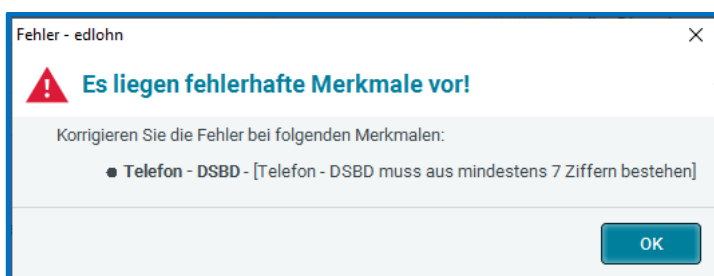 Fehler - edlohn
Es liegen fehlerhafte Merkmale vor!
Korrigieren Sie die Fehler bei folgenden Merkmalen:
● Telefon - DSBD - [Telefon - DSBD muss aus mindestens 7 Ziffern bestehen]
OK